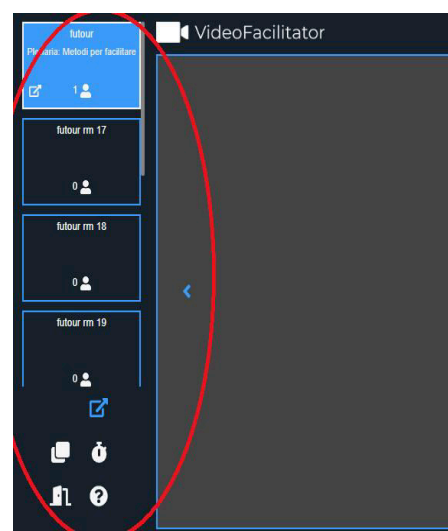 futour
Plenaria: Metodi per facilitare
1
VideoFacilitator
futour rm 17
0
futour rm 18
0
futour rm 19
0
?